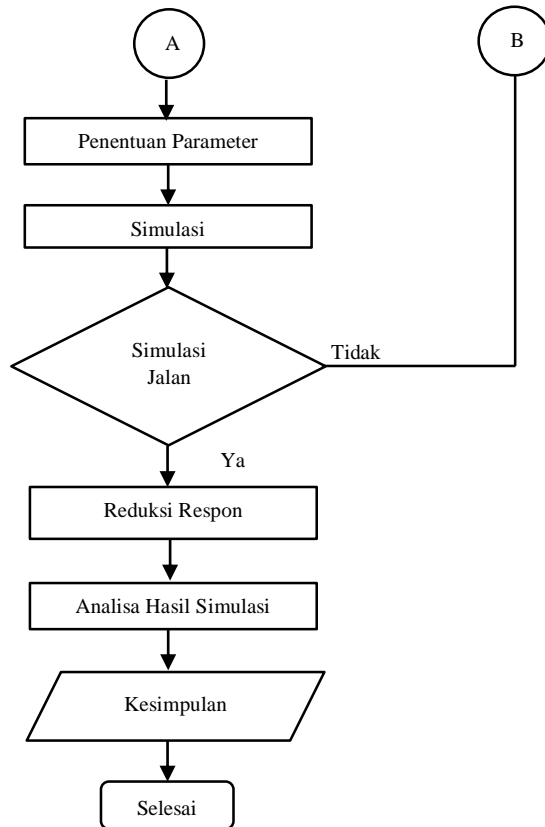 A
B
Penentuan Parameter
Simulasi
Simulasi
Jalan
Tidak
Ya
Reduksi Respon
Analisa Hasil Simulasi
Kesimpulan
Selesai